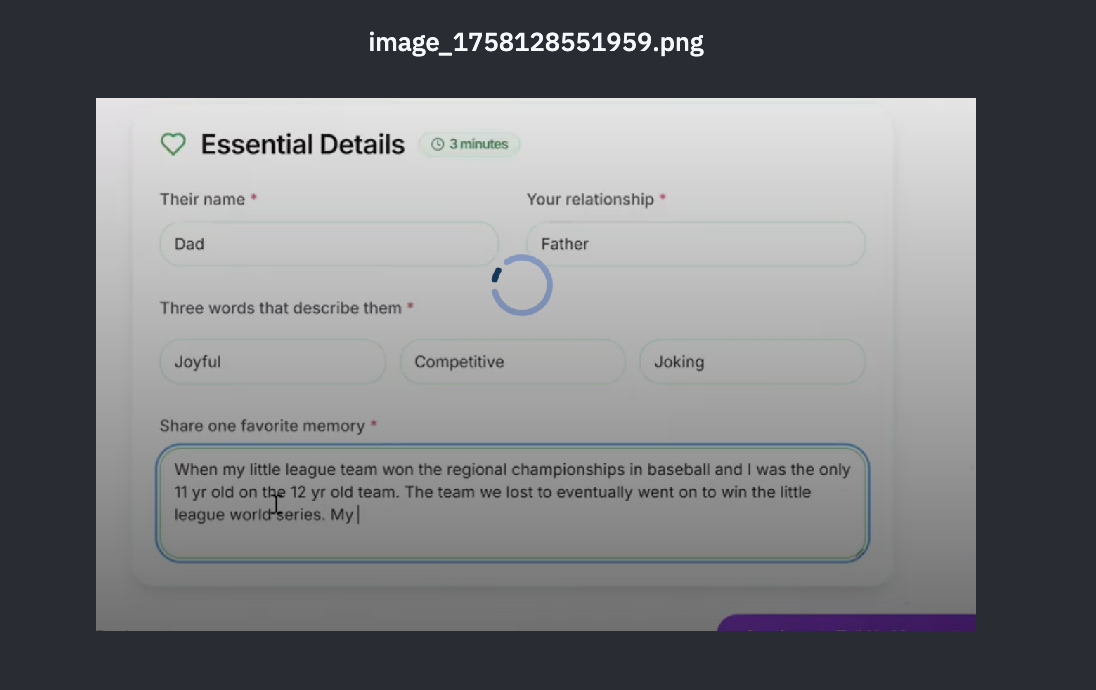 image_1758128551959.png
Essential Details
3 minutes
Their name *
Your relationship *
Dad
Father
Three words that describe them *
Joyful
Competitive
Joking
Share one favorite memory *
When my little league team won the regional championships in baseball and I was the only
11 yr old on the 12 yr old team. The team we lost to eventually went on to win the little
league world series. My